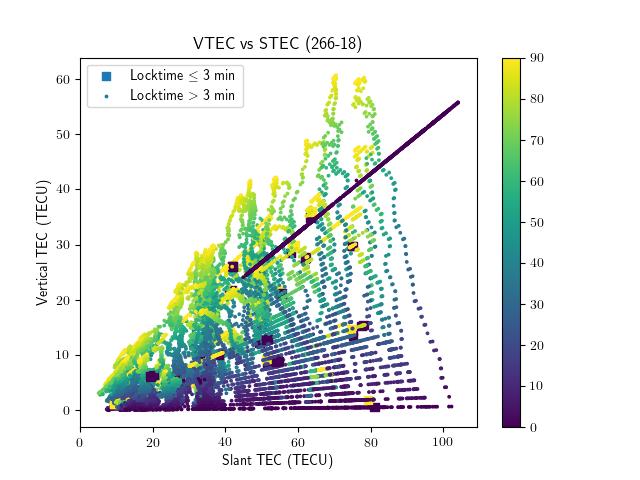 VTEC vs STEC (266-18)
Locktime ≤ 3 min
Locktime > 3 min
Vertical TEC (TECU)
60
50
40
30
20
10
0
0 20 40 60 80 100
Slant TEC (TECU)
90
80
70
60
50
40
30
20
10
0